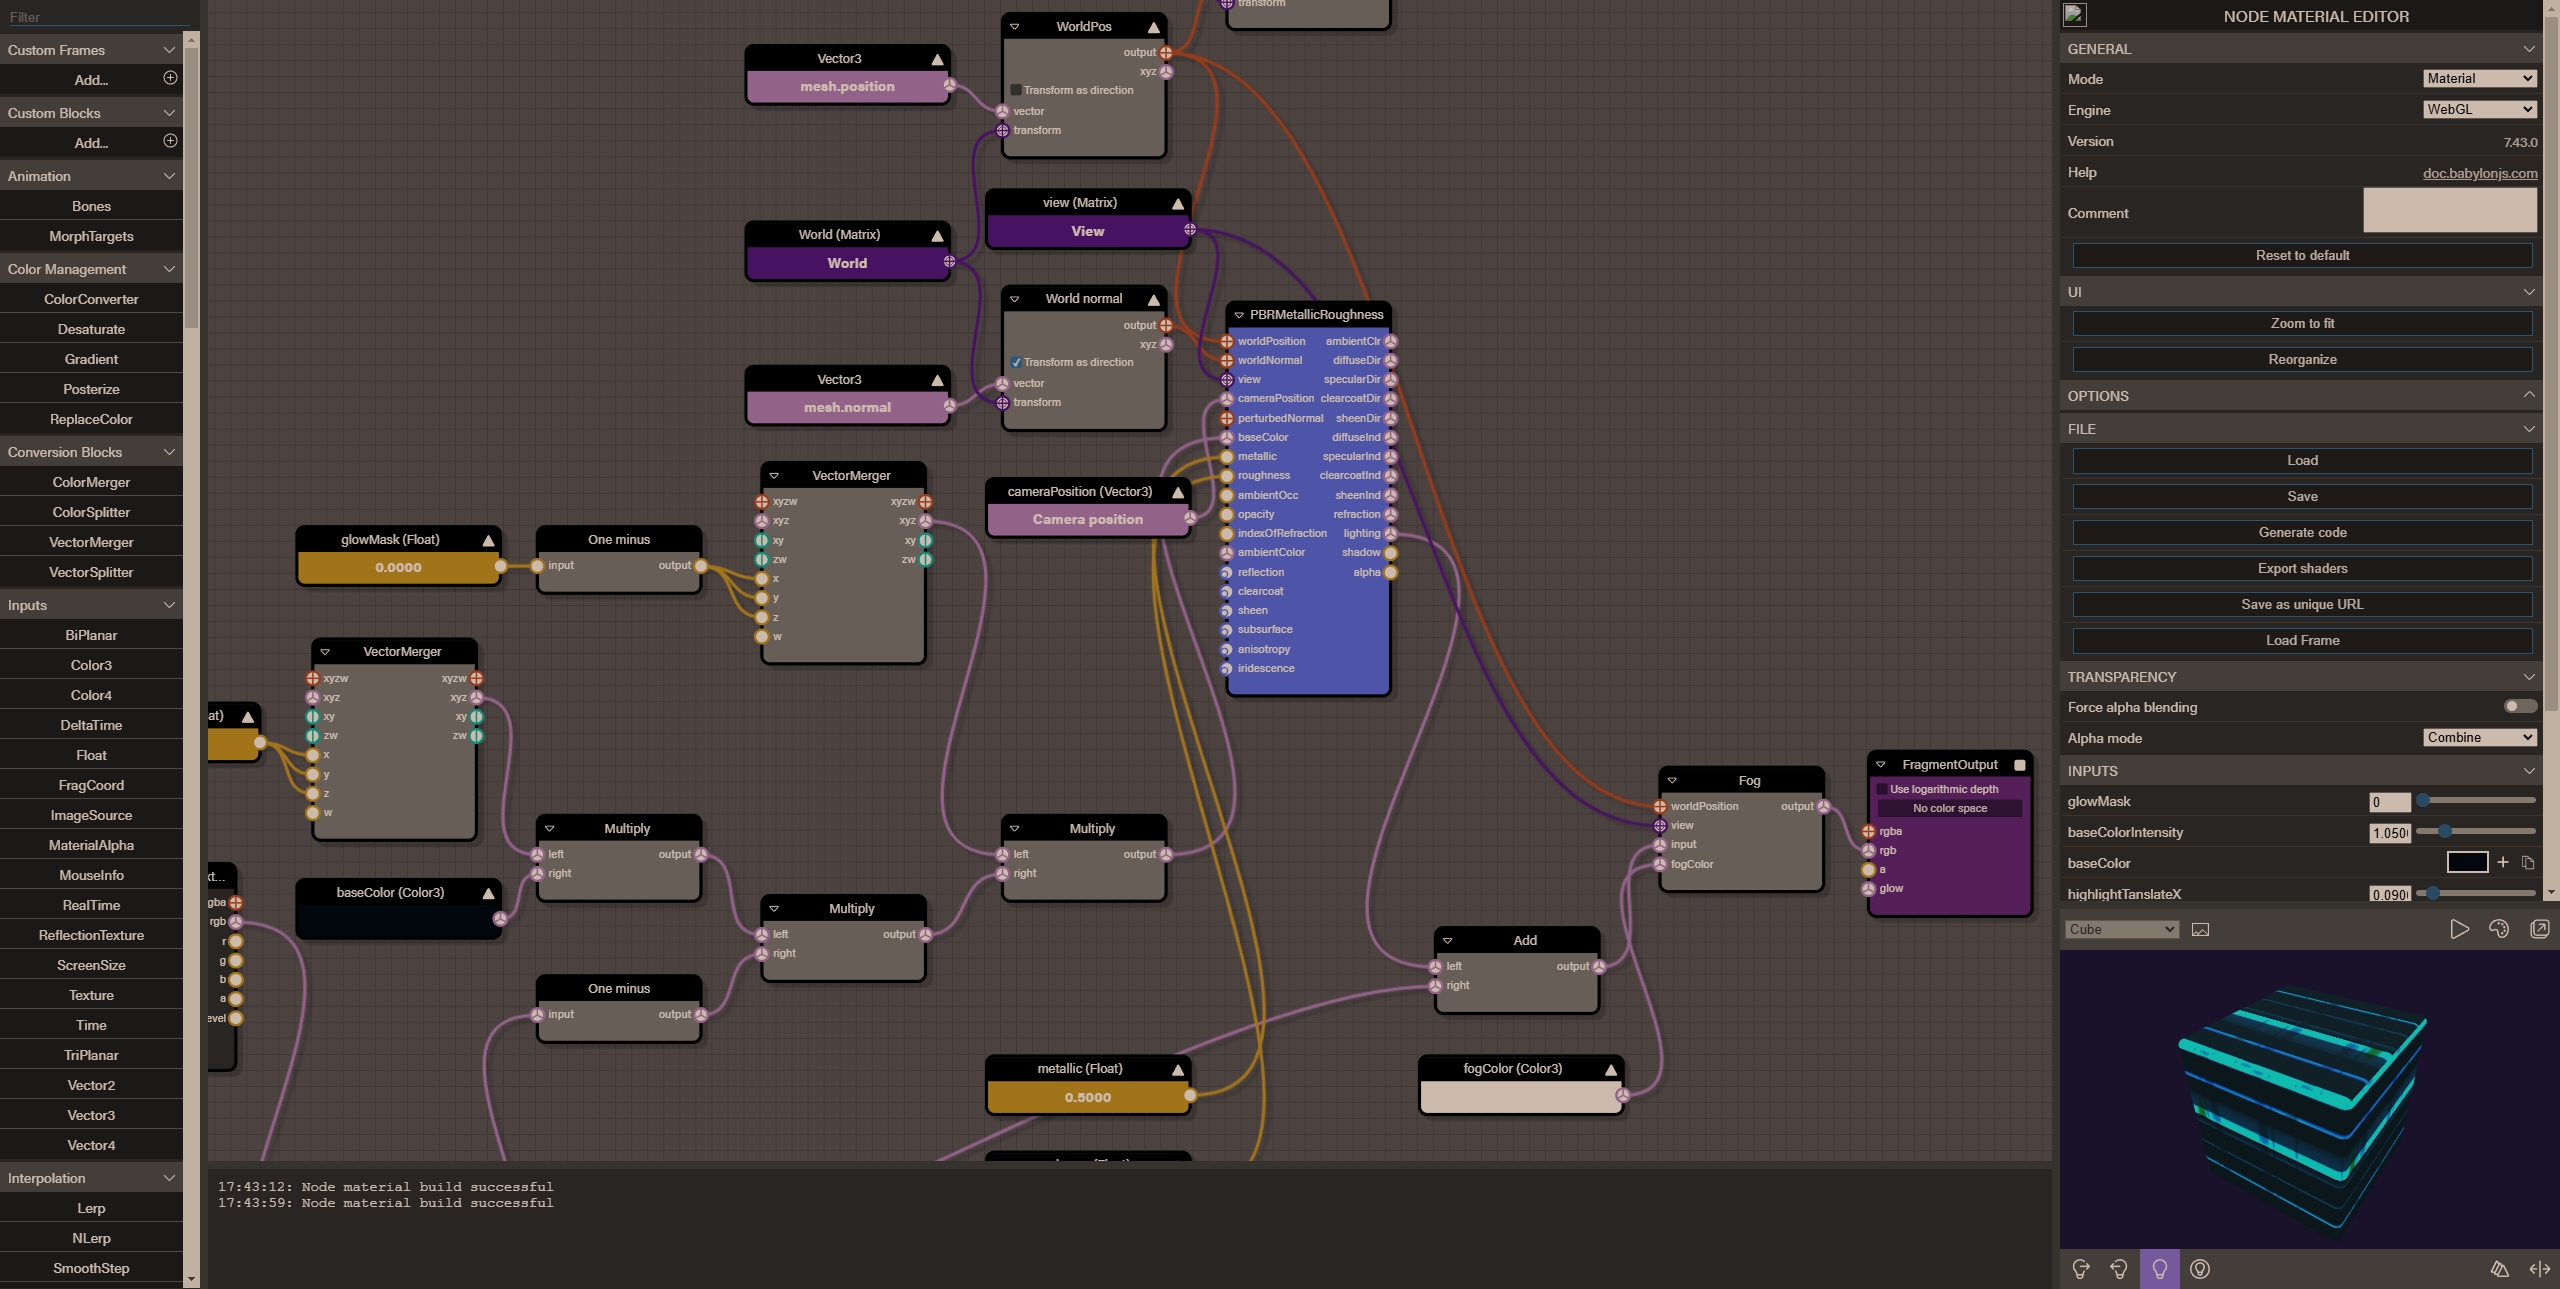 Filter
Custom Frames
Add...
Custom Blocks
Add...
Animation
Bones
MorphTargets
Color Management
ColorConverter
Desaturate
Gradient
Posterize
ReplaceColor
Conversion Blocks
ColorMerger
ColorSplitter
VectorMerger
VectorSplitter
Inputs
BiPlanar
Color3
Color4
DeltaTime
Float
FragCoord
ImageSource
MaterialAlpha
MouseInfo
RealTime
ReflectionTexture
ScreenSize
Texture
Time
TriPlanar
Vector2
Vector3
Vector4
Interpolation
Lerp
NLerp
SmoothStep
transform
WorldPos
output
xyz
Transform as direction
vector
transform
Vector3
mesh.position
World (Matrix)
World
view (Matrix)
View
World normal
output
xyz
Transform as direction
vector
transform
Vector3
mesh.normal
PBRMetallicRoughness
worldPosition ambientClr
worldNormal diffuseDir
view specularDir
cameraPosition clearcoatDir
perturbedNormal sheenDir
baseColor diffuseInd
metallic specularInd
roughness clearcoatInd
ambientOcc sheenInd
opacity refraction
indexOfRefraction lighting
ambientColor shadow
reflection alpha
clearcoat
sheen
subsurface
anisotropy
iridescence
cameraPosition (Vector3)
Camera position
VectorMerger
xyzw xyzw
xyz xyz
xy xy
zw zw
x
y
z
w
glowMask (Float)
0.0000
One minus
input output
VectorMerger
xyzw xyzw
xyz xyz
xy xy
zw zw
x
y
z
w
at)
xt...
gba
rgb
r
g
b
a
evel
Multiply
left output
right
baseColor (Color3)
Multiply
left output
right
One minus
input output
Multiply
left output
right
metallic (Float)
0.5000
Add
left output
right
fogColor (Color3)
Fog
worldPosition output
view
input
fogColor
FragmentOutput
Use logarithmic depth
No color space
rgba
rgb
a
glow
17:43:12: Node material build successful
17:43:59: Node material build successful
NODE MATERIAL EDITOR
GENERAL
Mode Material
Engine WebGL
Version 7.43.0
Help doc.babylonjs.com
Comment
Reset to default
UI
Zoom to fit
Reorganize
OPTIONS
FILE
Load
Save
Generate code
Export shaders
Save as unique URL
Load Frame
TRANSPARENCY
Force alpha blending
Alpha mode Combine
INPUTS
glowMask 0
baseColorIntensity 1.050
baseColor
highlightTranslateX 0.090
Cube